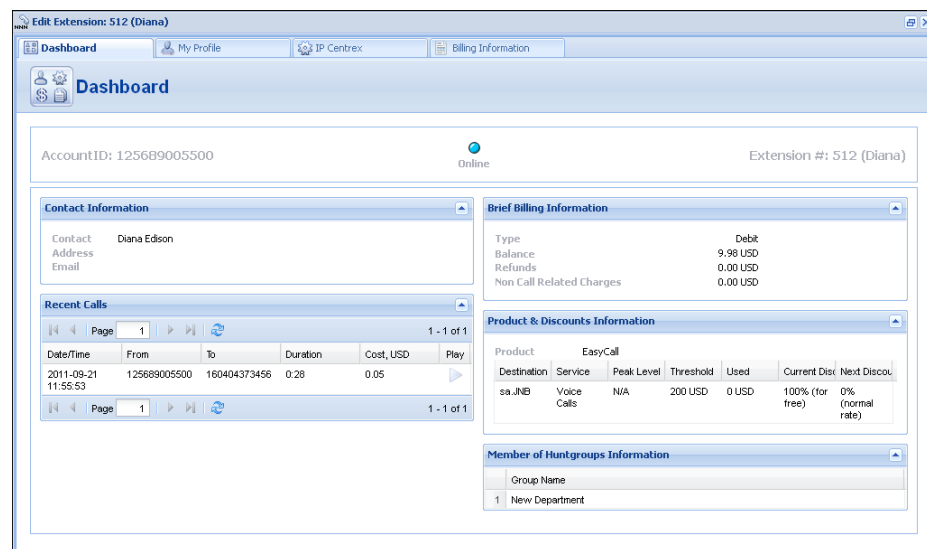 Edit Extension: 512 (Diana)
Dashboard
My Profile
IP Centrex
Billing Information
Dashboard
AccountID: 125689005500
Online
Extension #: 512 (Diana)
Contact Information
Contact Diana Edison
Address
Email
Recent Calls
Page 1
1 - 1 of 1
Date/Time From To Duration Cost, USD Play
2011-09-21 125689005500 160404373456 0:28 0.05
11:55:53
Page 1
1 - 1 of 1
Brief Billing Information
Type Debit
Balance 9.98 USD
Refunds 0.00 USD
Non Call Related Charges 0.00 USD
Product & Discounts Information
Product EasyCall
Destination Service Peak Level Threshold Used Current Disc Next Discou
sa.JNB Voice N/A 200 USD 0 USD 100% (for 0%
Calls free) (normal
rate)
Member of Huntgroups Information
Group Name
1 New Department